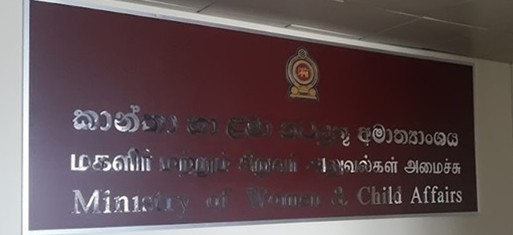 කාන්තා හා ළමා කටයුතු අමාත්‍යාංශය
மகளிர் மற்றும் சிறுவர் அலுவல்கள் அமைச்சு
Ministry of Women & Child Affairs